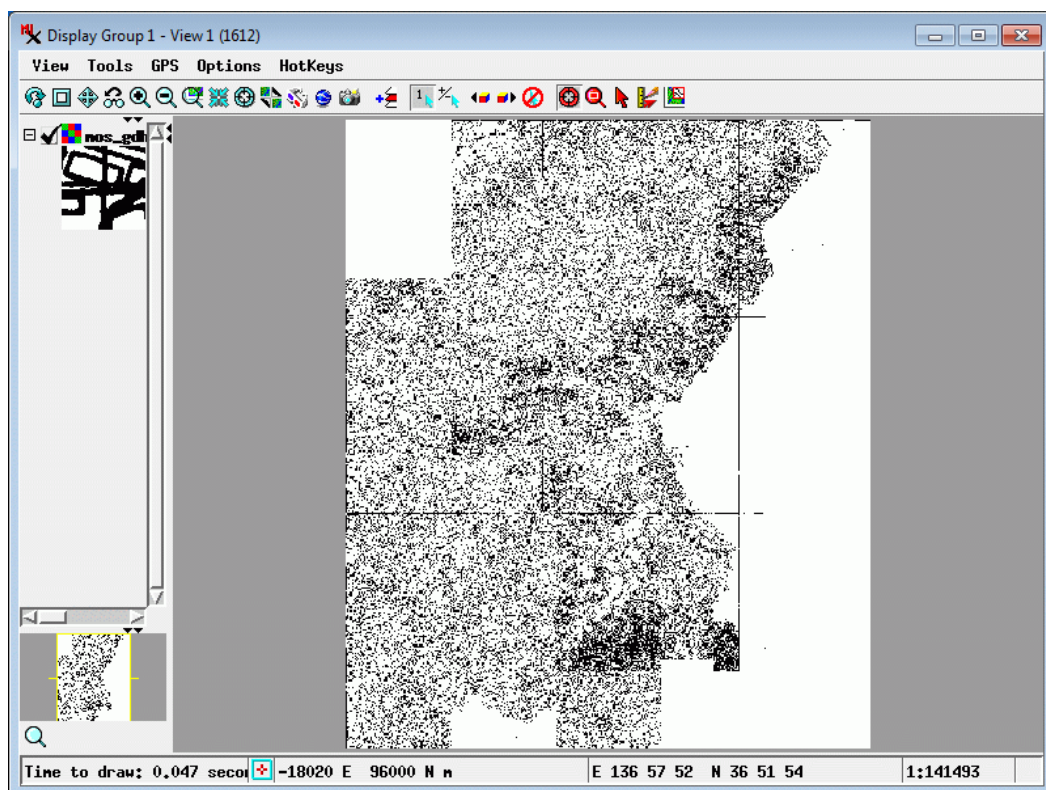 Display Group 1 - View 1 (1612)
View Tools GPS Options HotKeys
nos_gdh
Time to draw: 0.047 secon
-18020 E 96000 N m
E 136 57 52 N 36 51 54
1:141493